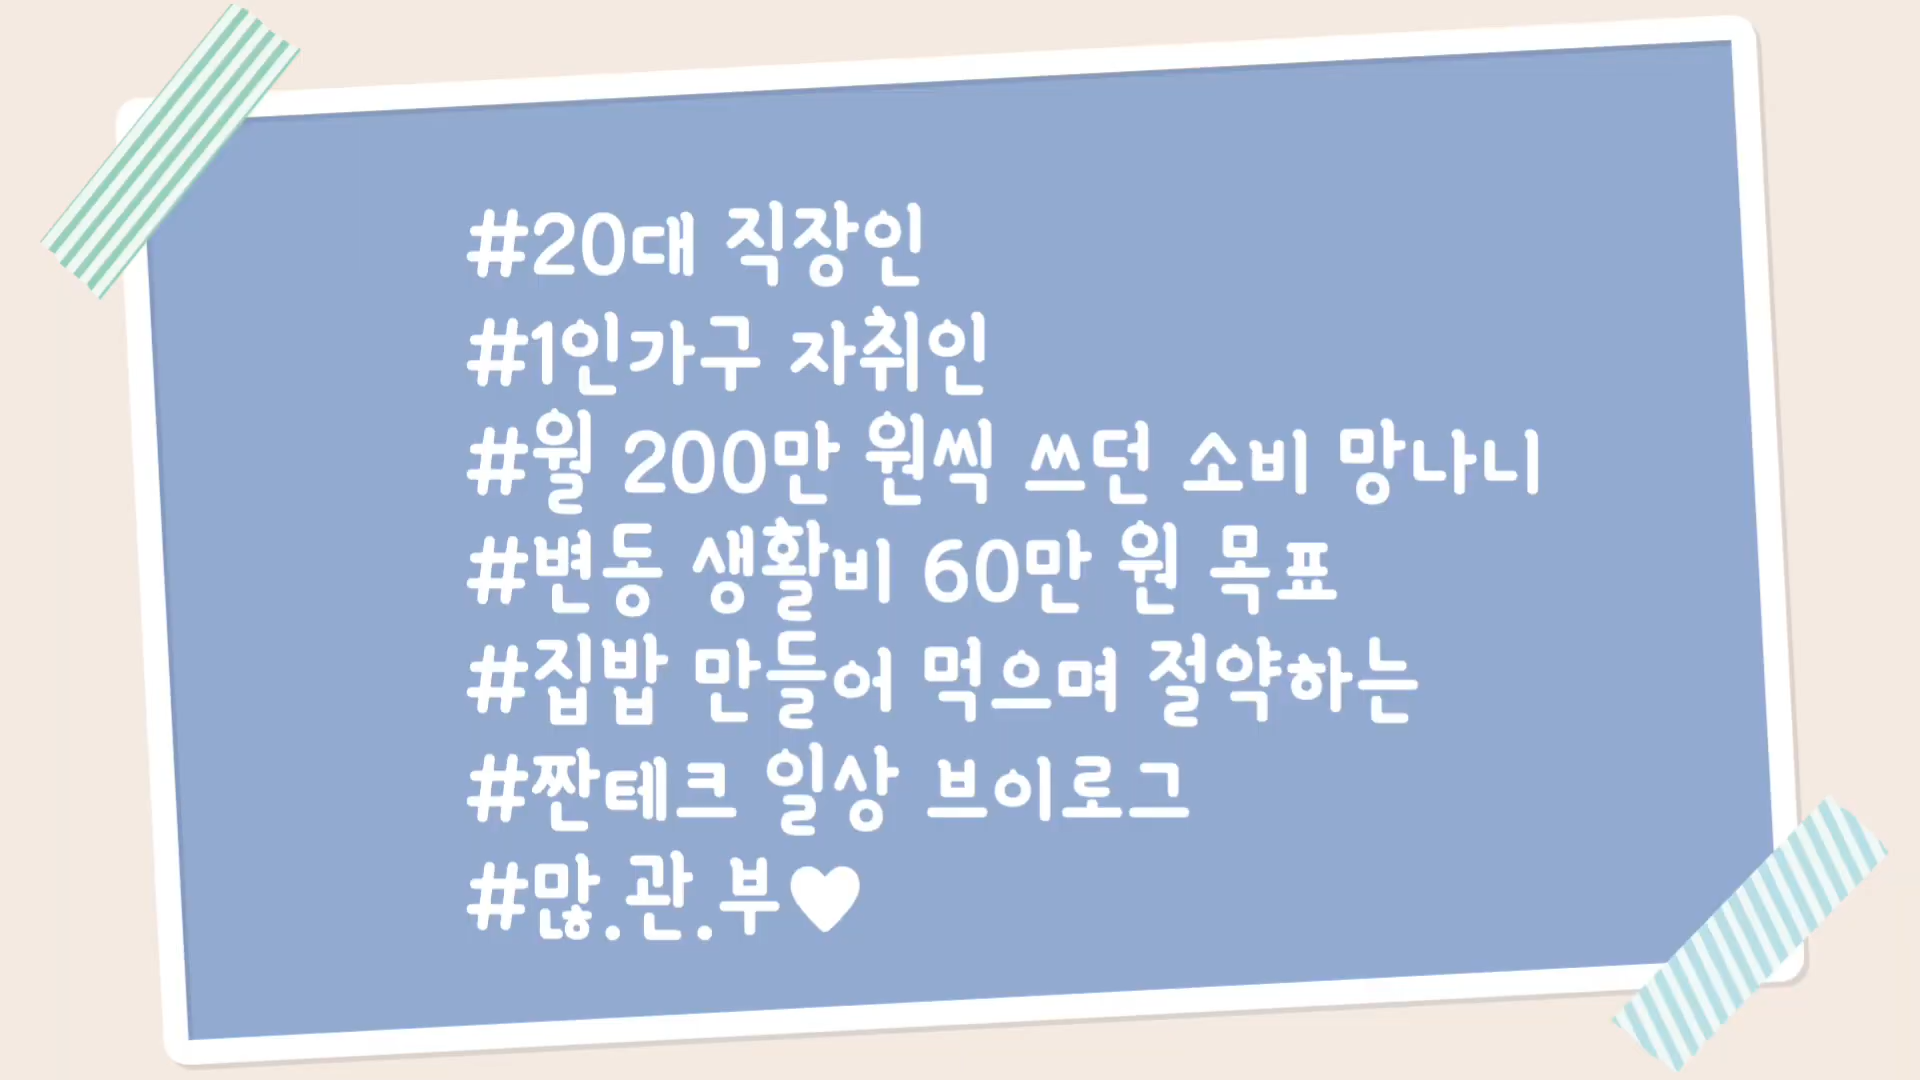 #20대 직장인
#1인가구 자취인
#월 200만 원씩 쓰던 소비 망나니
#변동 생활비 60만 원 목표
#집밥 만들어 먹으며 절약하는
#짠테크 일상 브이로그
#많.관.부♥